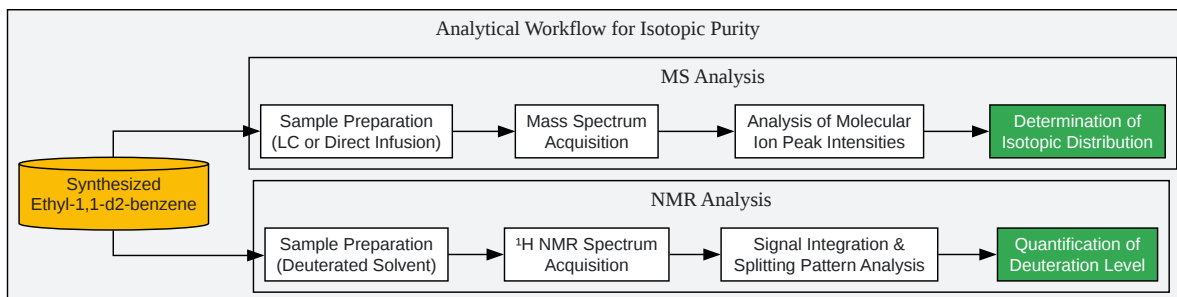 Analytical Workflow for Isotopic Purity
MS Analysis
Sample Preparation
(LC or Direct Infusion)
Mass Spectrum
Acquisition
Analysis of Molecular
Ion Peak Intensities
Determination of
Isotopic Distribution
Synthesized
Ethyl-1,1-d2-benzene
NMR Analysis
Sample Preparation
(Deuterated Solvent)
¹H NMR Spectrum
Acquisition
Signal Integration &
Splitting Pattern Analysis
Quantification of
Deuteration Level